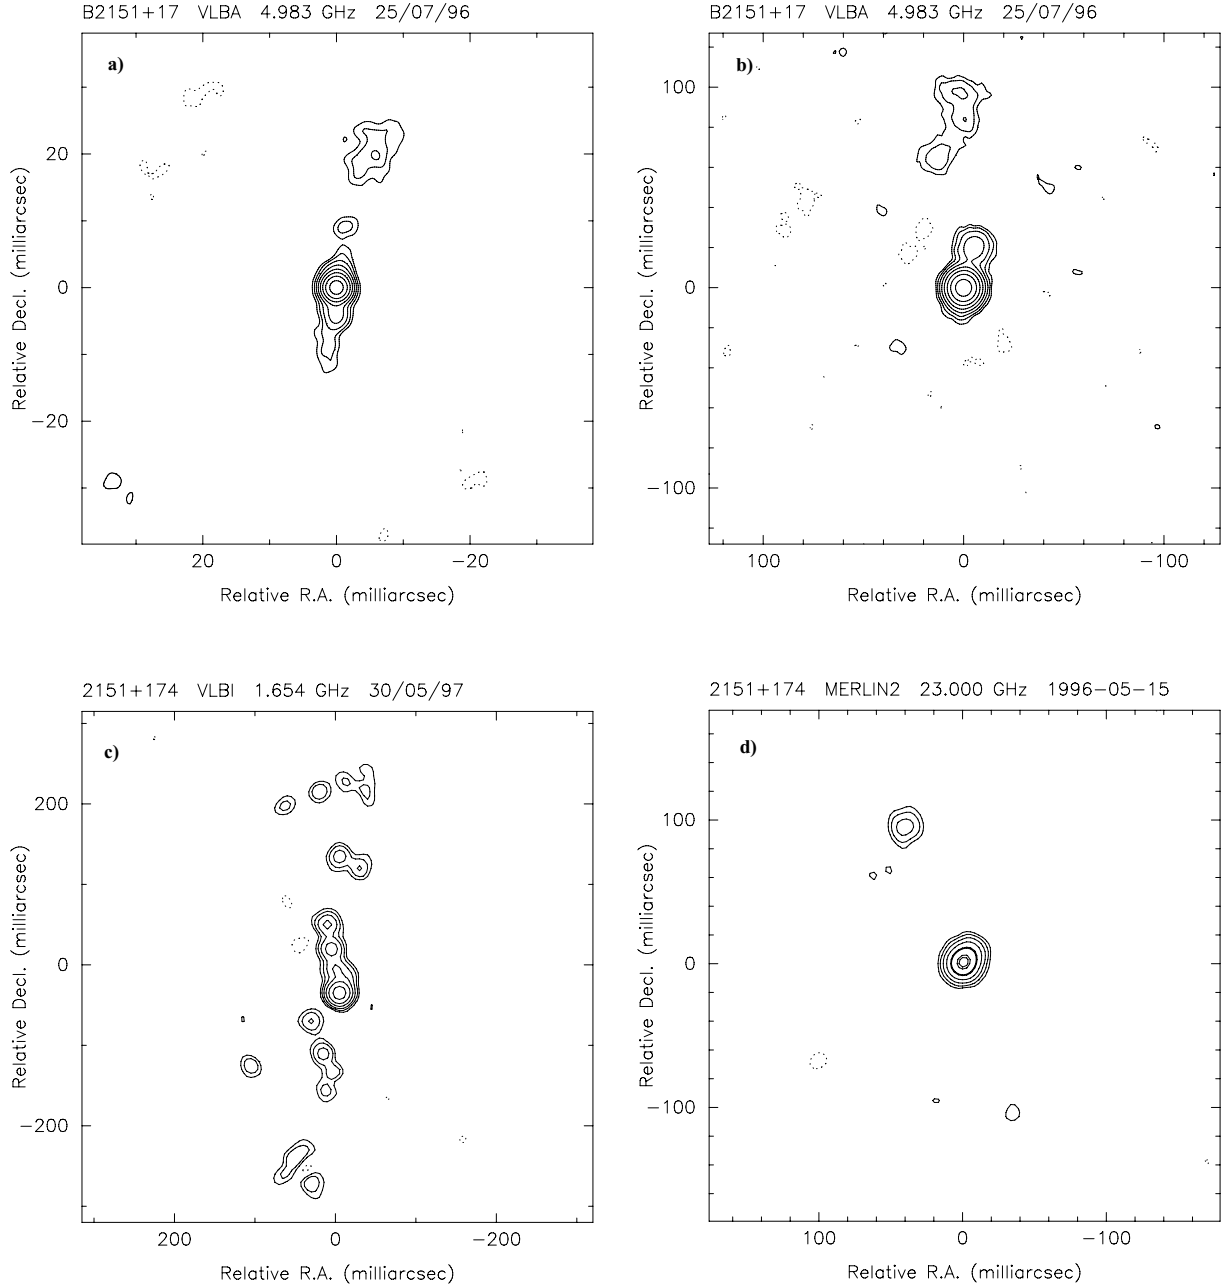 B2151+17 VLBA 4.983 GHz 25/07/96
a)
20
0
−20
Relative Decl. (milliarcsec)
20 0 −20
Relative R.A. (milliarcsec)
B2151+17 VLBA 4.983 GHz 25/07/96
b)
100
0
−100
Relative Decl. (milliarcsec)
100 0 −100
Relative R.A. (milliarcsec)
2151+174 VLBI 1.654 GHz 30/05/97
c)
200
0
−200
Relative Decl. (milliarcsec)
200 0 −200
Relative R.A. (milliarcsec)
2151+174 MERLIN2 23.000 GHz 1996−05−15
d)
100
0
−100
Relative Decl. (milliarcsec)
100 0 −100
Relative R.A. (milliarcsec)